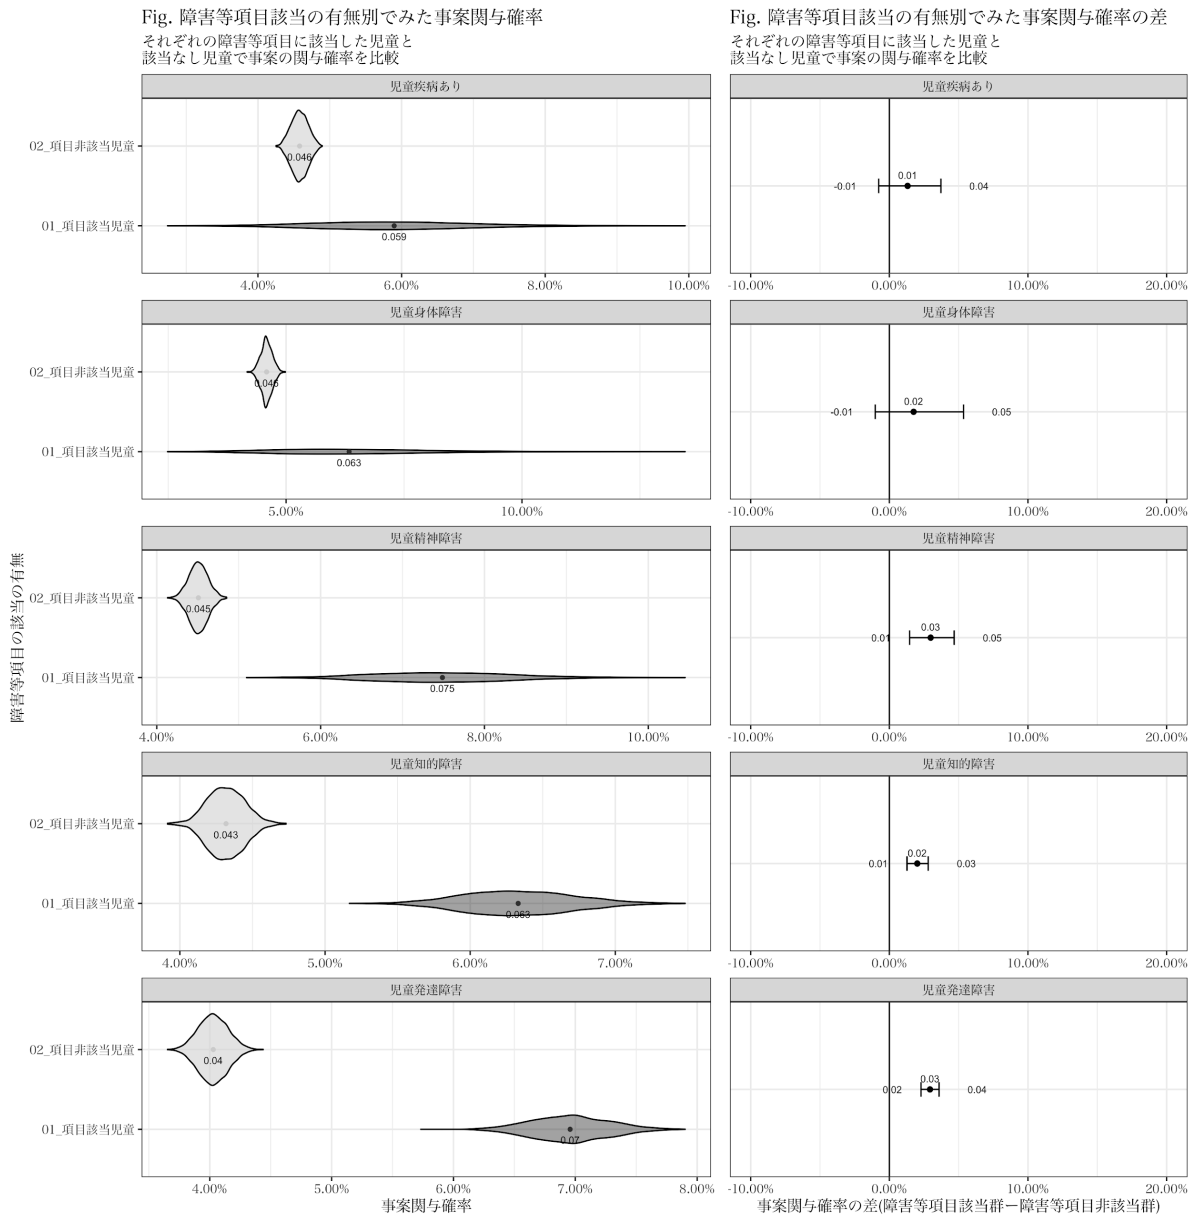 Fig. 障害等項目該当の有無別でみた事案関与確率
それぞれの障害等項目に該当した児童と
該当なし児童で事案の関与確率を比較
障害等項目の該当の有無
児童疾病あり
02_項目非該当児童
0.046
01_項目該当児童
0.059
4.00% 6.00% 8.00% 10.00%
児童身体障害
02_項目非該当児童
0.046
01_項目該当児童
0.063
5.00% 10.00%
児童精神障害
02_項目非該当児童
0.045
01_項目該当児童
0.075
4.00% 6.00% 8.00% 10.00%
児童知的障害
02_項目非該当児童
0.043
01_項目該当児童
0.063
4.00% 5.00% 6.00% 7.00%
児童発達障害
02_項目非該当児童
0.04
01_項目該当児童
0.07
4.00% 5.00% 6.00% 7.00% 8.00%
事案関与確率
Fig. 障害等項目該当の有無別でみた事案関与確率の差
それぞれの障害等項目に該当した児童と
該当なし児童で事案の関与確率を比較
児童疾病あり
0.01
-0.01 0.04
-10.00% 0.00% 10.00% 20.00%
児童身体障害
0.02
-0.01 0.05
-10.00% 0.00% 10.00% 20.00%
児童精神障害
0.03
0.01 0.05
-10.00% 0.00% 10.00% 20.00%
児童知的障害
0.02
0.01 0.03
-10.00% 0.00% 10.00% 20.00%
児童発達障害
0.03
0.02 0.04
-10.00% 0.00% 10.00% 20.00%
事案関与確率の差(障害等項目該当群ー障害等項目非該当群)